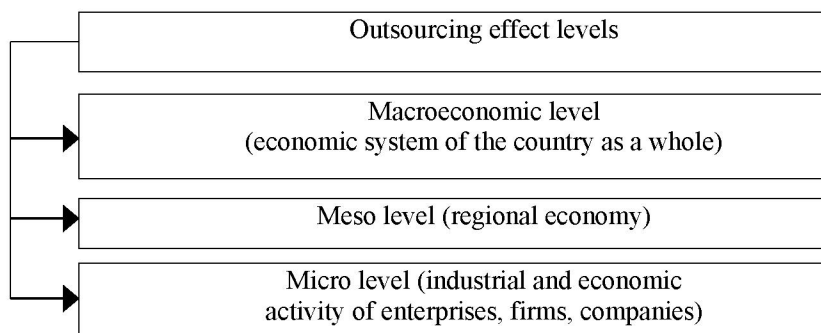 Outsourcing effect levels
Macroeconomic level
(economic system of the country as a whole)
Meso level (regional economy)
Micro level (industrial and economic
activity of enterprises, firms, companies)